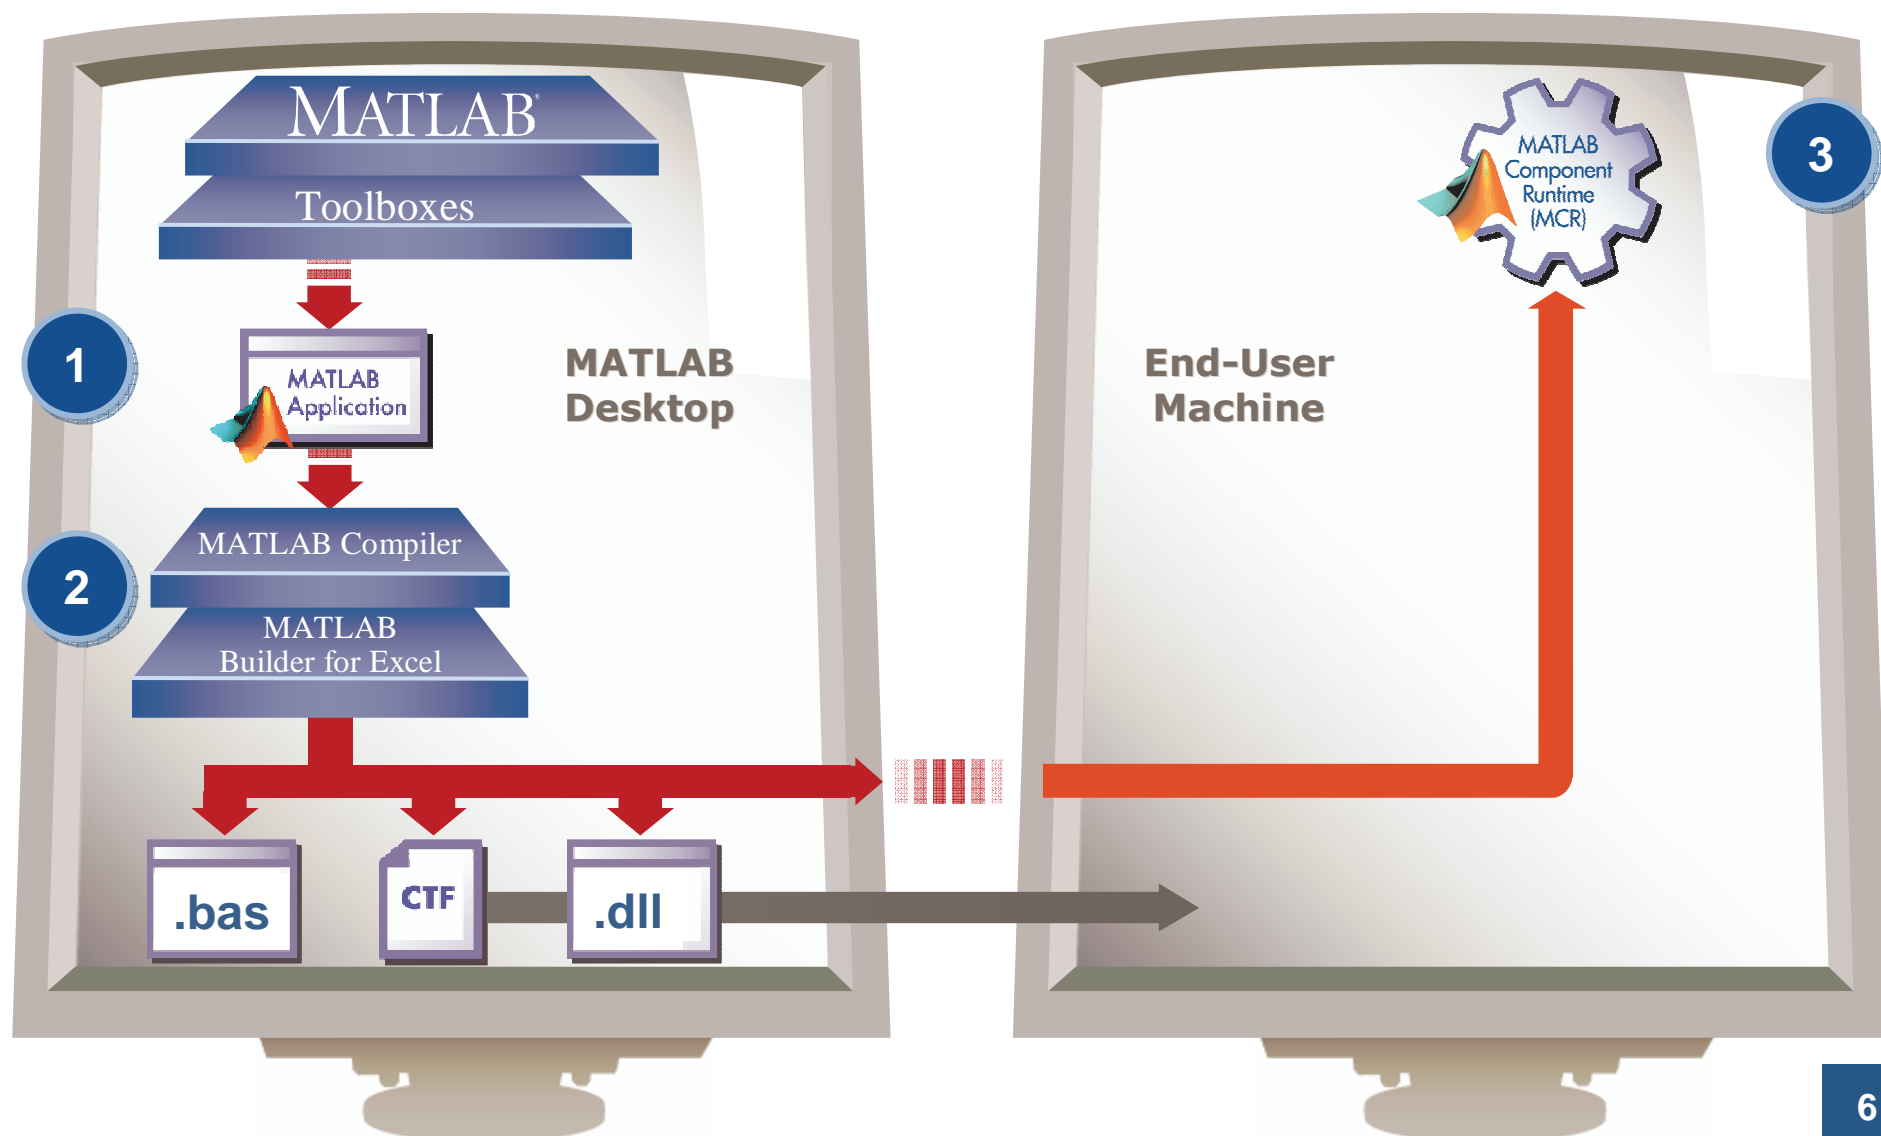 MATLAB®
Toolboxes
1
MATLAB
Application
MATLAB
Desktop
2
MATLAB Compiler
MATLAB
Builder for Excel
.bas
CTF
.dll
3
MATLAB
Component
Runtime
(MCR)
End-User
Machine
6